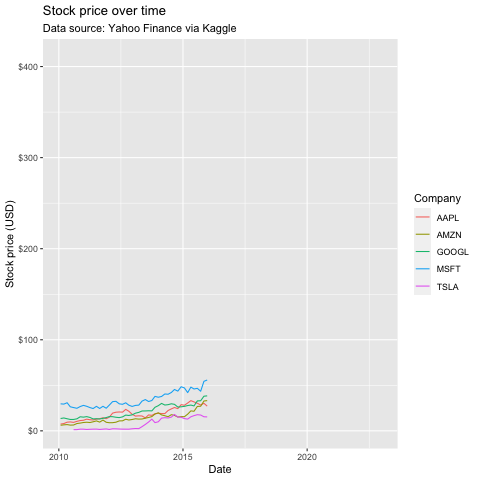 Stock price over time
Data source: Yahoo Finance via Kaggle
$400
$300
$200
$100
$0
2010
2015
2020
Date
Stock price (USD)
Company
AAPL
AMZN
GOOGL
MSFT
TSLA